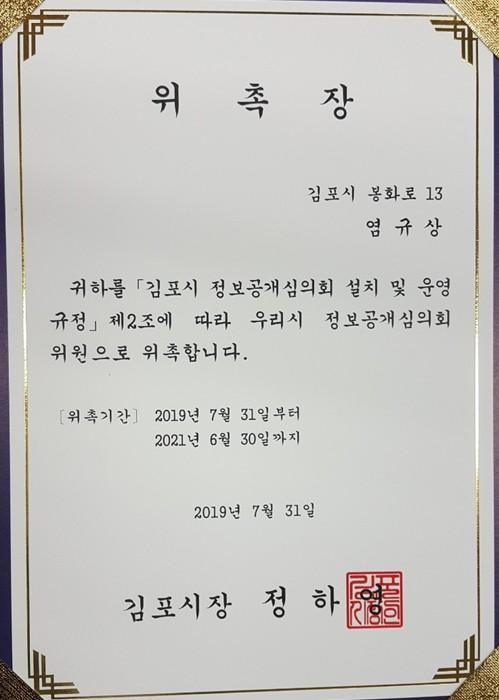 위 촉 장
김포시 봉화로 13
염 규 상
귀하를 「김포시 정보공개심의회 설치 및 운영
규정」 제2조에 따라 우리시 정보공개심의회
위원으로 위촉합니다.
[위촉기간] 2019년 7월 31일부터
2021년 6월 30일까지
2019년 7월 31일
김포시장 정 하 영